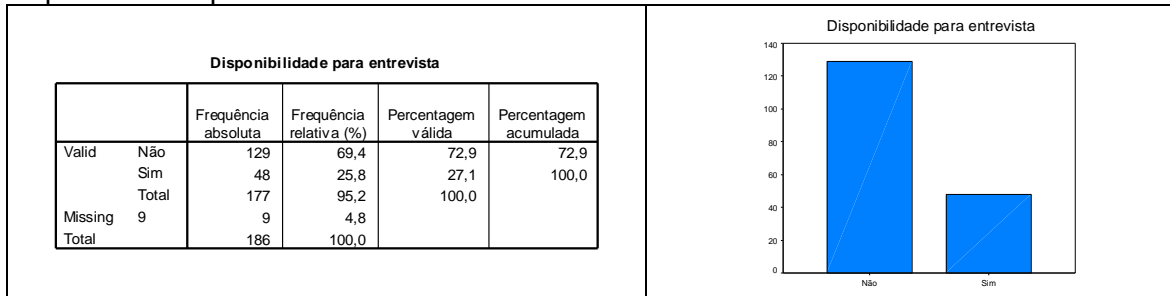 Disponibilidade para entrevista
Frequência absoluta Frequência relativa (%) Percentagem válida Percentagem acumulada
Valid Não 129 69,4 72,9 72,9
Sim 48 25,8 27,1 100,0
Total 177 95,2 100,0
Missing 9 9 4,8
Total 186 100,0
Disponibilidade para entrevista
140
120
100
80
60
40
20
0
Não Sim